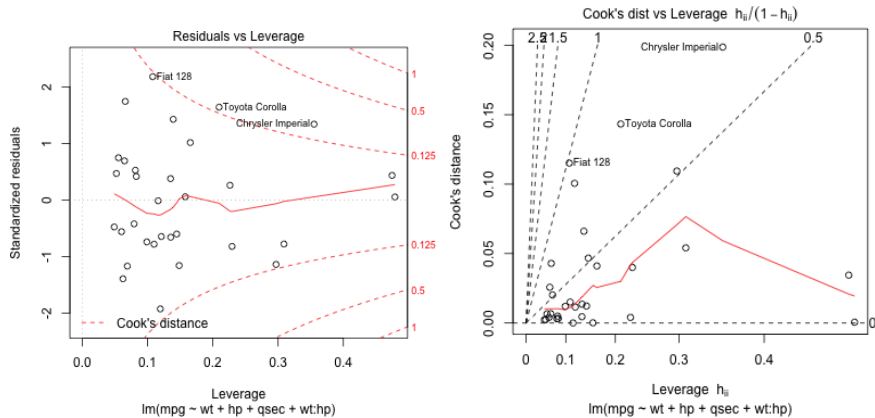 Residuals vs Leverage
Standardized residuals
2
1
0
-1
-2
Fiat 128
Toyota Corolla
Chrysler Imperial
1
0.5
0.125
0.125
0.5
1
Cook's distance
0.0
0.1
0.2
0.3
0.4
Leverage
lm(mpg ~ wt + hp + qsec + wt:hp)
Cook's dist vs Leverage hii/(1 − hii)
Cook's distance
0.20
0.15
0.10
0.05
0.00
2.5
2
1.5
1
0.5
0
Chrysler Imperial
Toyota Corolla
Fiat 128
0
0.1
0.2
0.3
0.4
Leverage hii
lm(mpg ~ wt + hp + qsec + wt:hp)